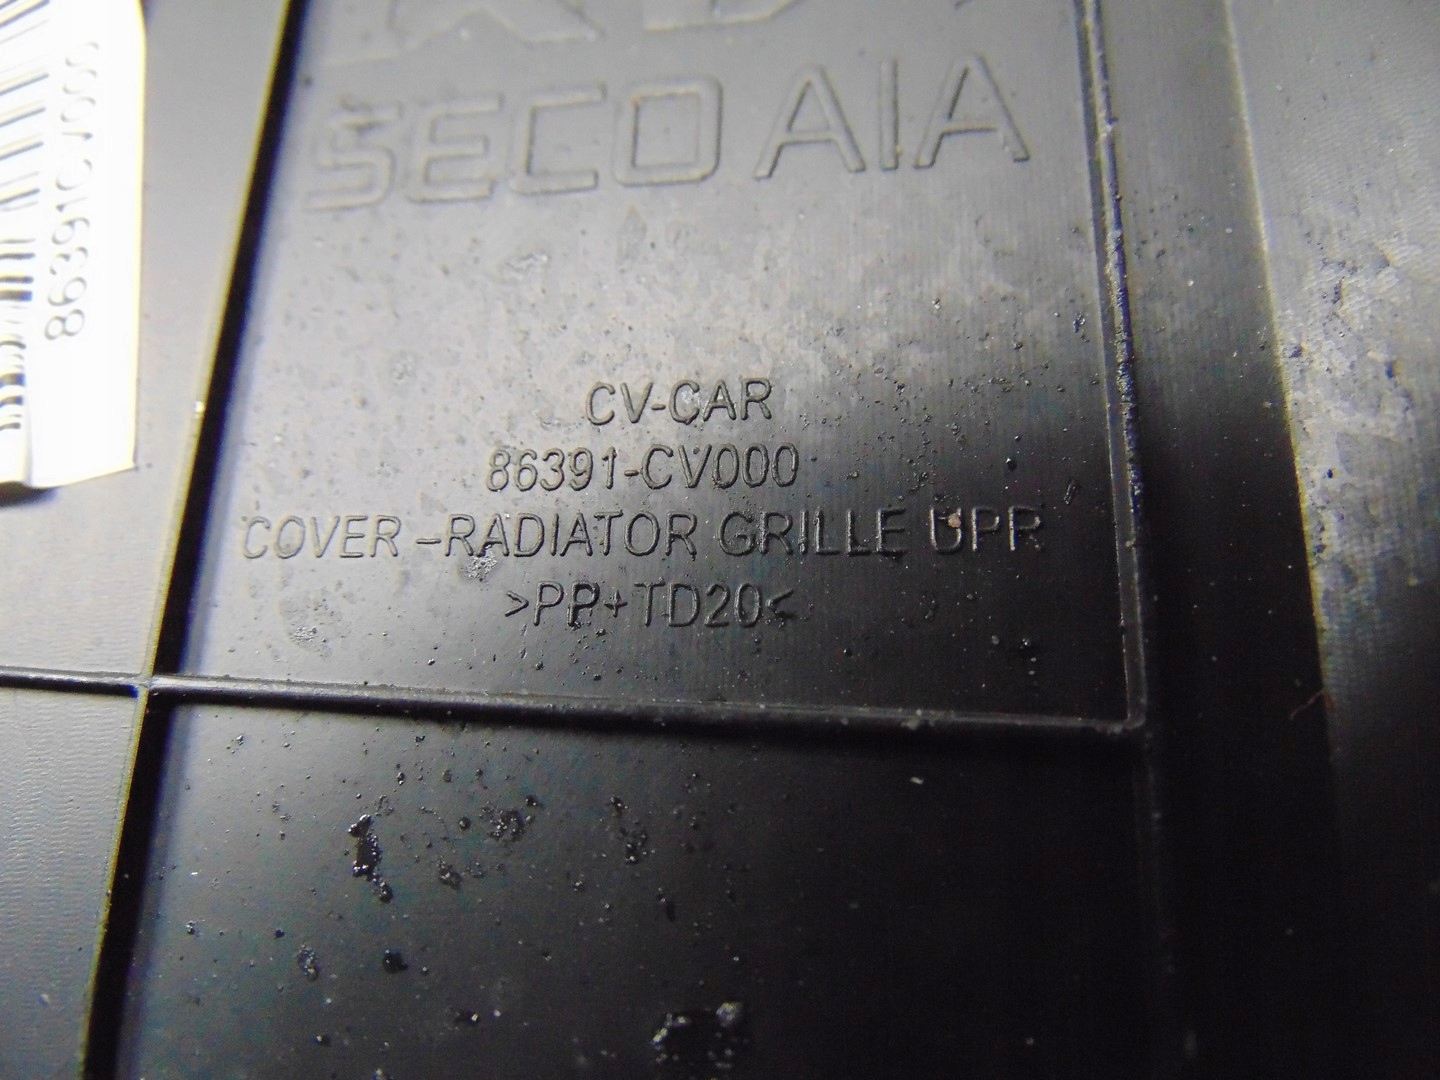 SECO AIA
CV-CAR
86391-CV000
COVER-RADIATOR GRILLE UPR
>PP+TD20<
86391CV000